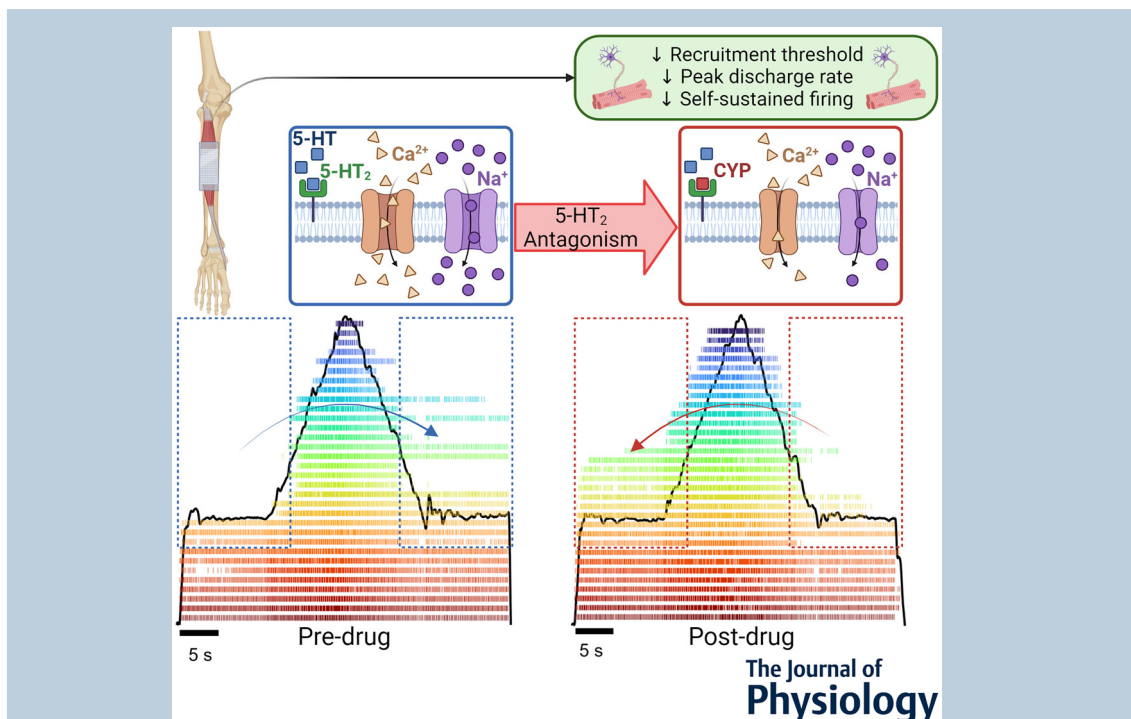 ↓ Recruitment threshold
↓ Peak discharge rate
↓ Self-sustained firing
5-HT
5-HT₂
Ca²⁺
Na⁺
5-HT₂
Antagonism
CYP
Ca²⁺
Na⁺
Pre-drug
5 s
Post-drug
5 s
The Journal of
Physiology